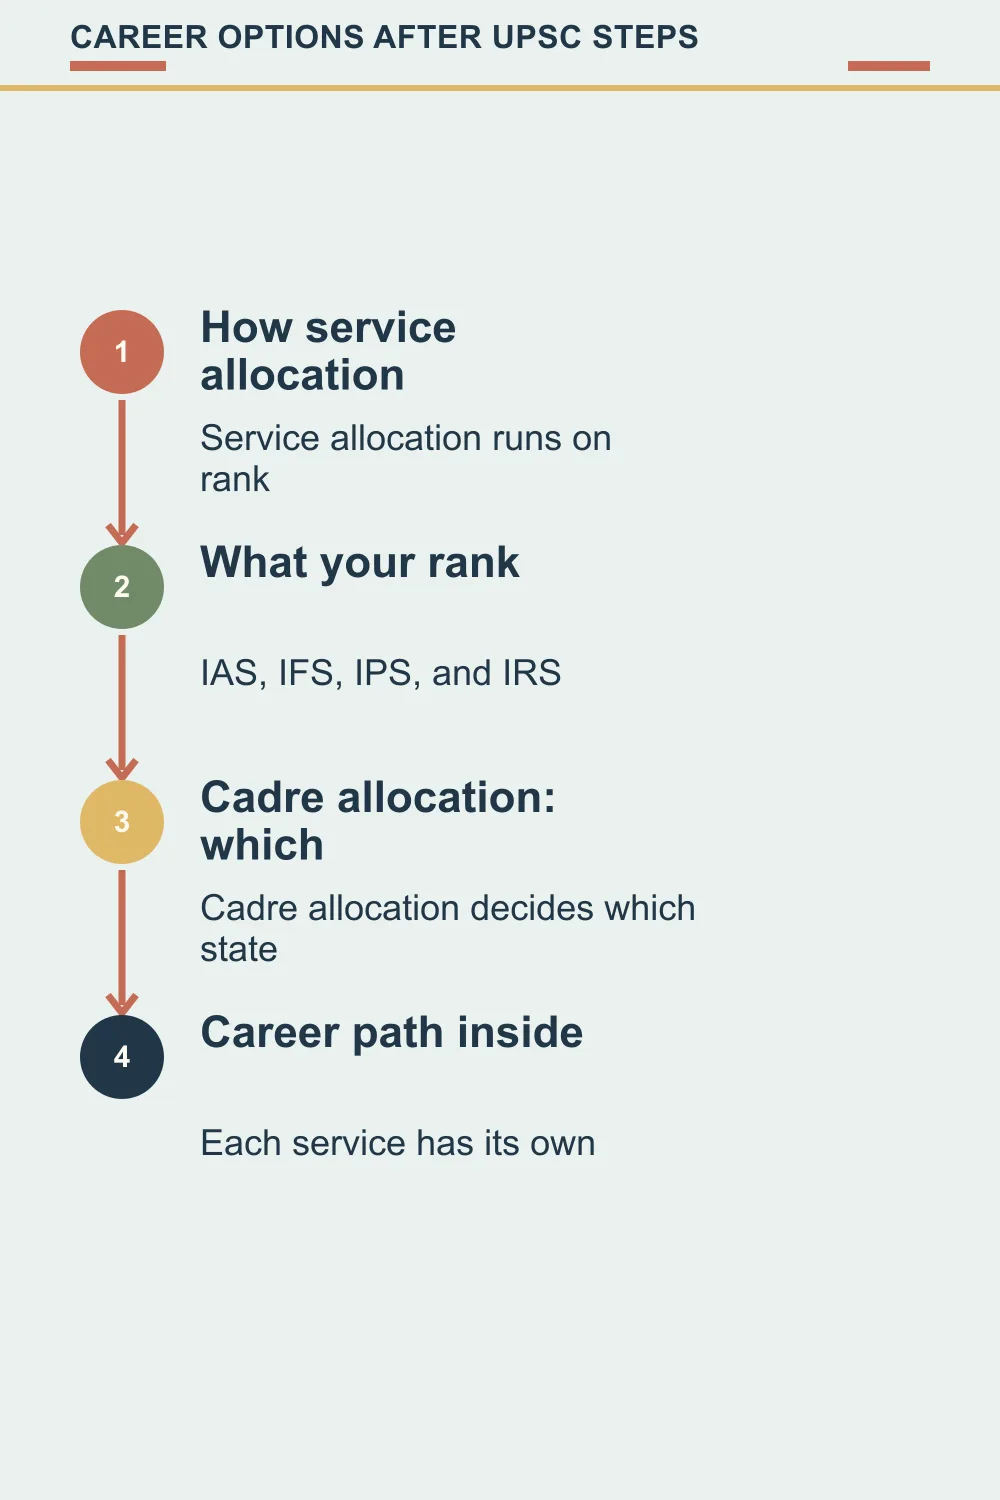 CAREER OPTIONS AFTER UPSC STEPS
1
How service
allocation
Service allocation runs on
rank
2
What your rank
IAS, IFS, IPS, and IRS
3
Cadre allocation:
which
Cadre allocation decides which
state
4
Career path inside
Each service has its own